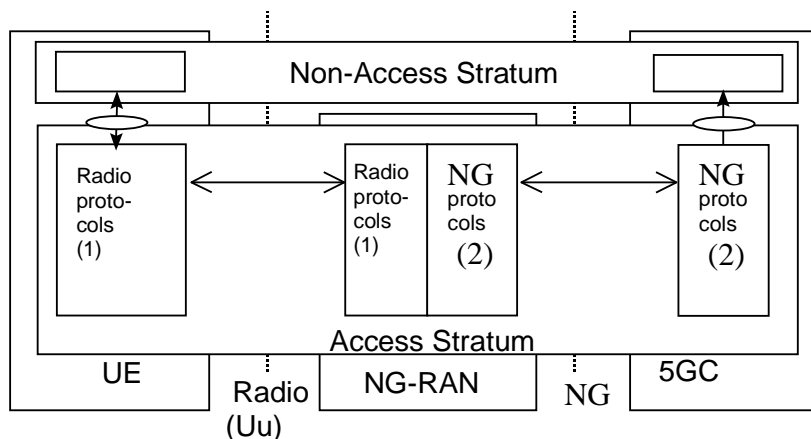 Non-Access Stratum
Radio
proto-
cols
(1)
Radio
proto-
cols
(1)
NG
proto
cols
(2)
NG
proto
cols
(2)
Access Stratum
UE
Radio
(Uu)
NG-RAN
NG
5GC